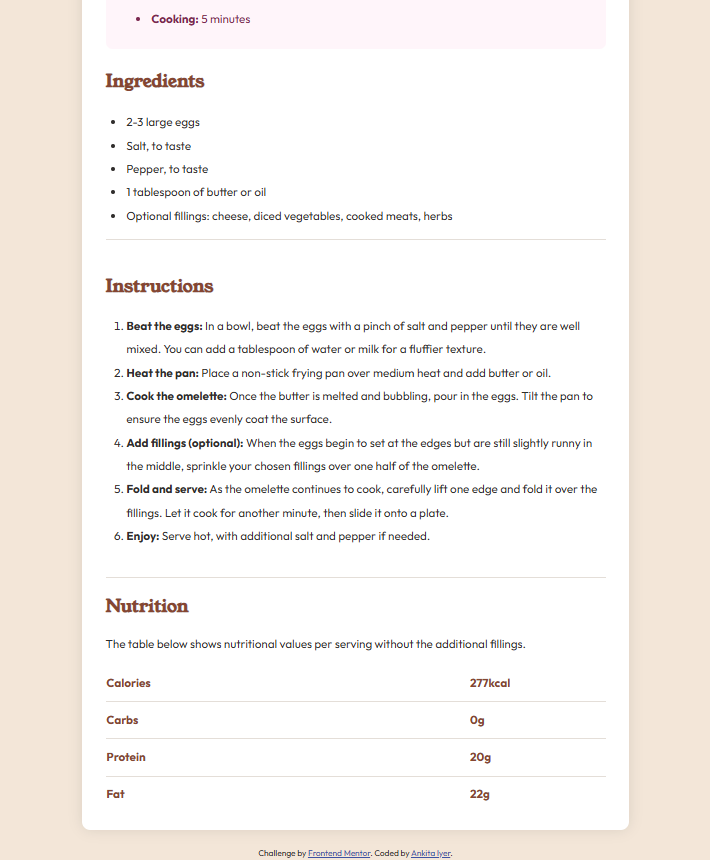 • Cooking: 5 minutes
Ingredients
• 2-3 large eggs
• Salt, to taste
• Pepper, to taste
• 1 tablespoon of butter or oil
• Optional fillings: cheese, diced vegetables, cooked meats, herbs
Instructions
1. Beat the eggs: In a bowl, beat the eggs with a pinch of salt and pepper until they are well
mixed. You can add a tablespoon of water or milk for a fluffier texture.
2. Heat the pan: Place a non-stick frying pan over medium heat and add butter or oil.
3. Cook the omelette: Once the butter is melted and bubbling, pour in the eggs. Tilt the pan to
ensure the eggs evenly coat the surface.
4. Add fillings (optional): When the eggs begin to set at the edges but are still slightly runny in
the middle, sprinkle your chosen fillings over one half of the omelette.
5. Fold and serve: As the omelette continues to cook, carefully lift one edge and fold it over the
fillings. Let it cook for another minute, then slide it onto a plate.
6. Enjoy: Serve hot, with additional salt and pepper if needed.
Nutrition
The table below shows nutritional values per serving without the additional fillings.
Calories 277kcal
Carbs 0g
Protein 20g
Fat 22g
Challenge by Frontend Mentor. Coded by Ankita Iyer.